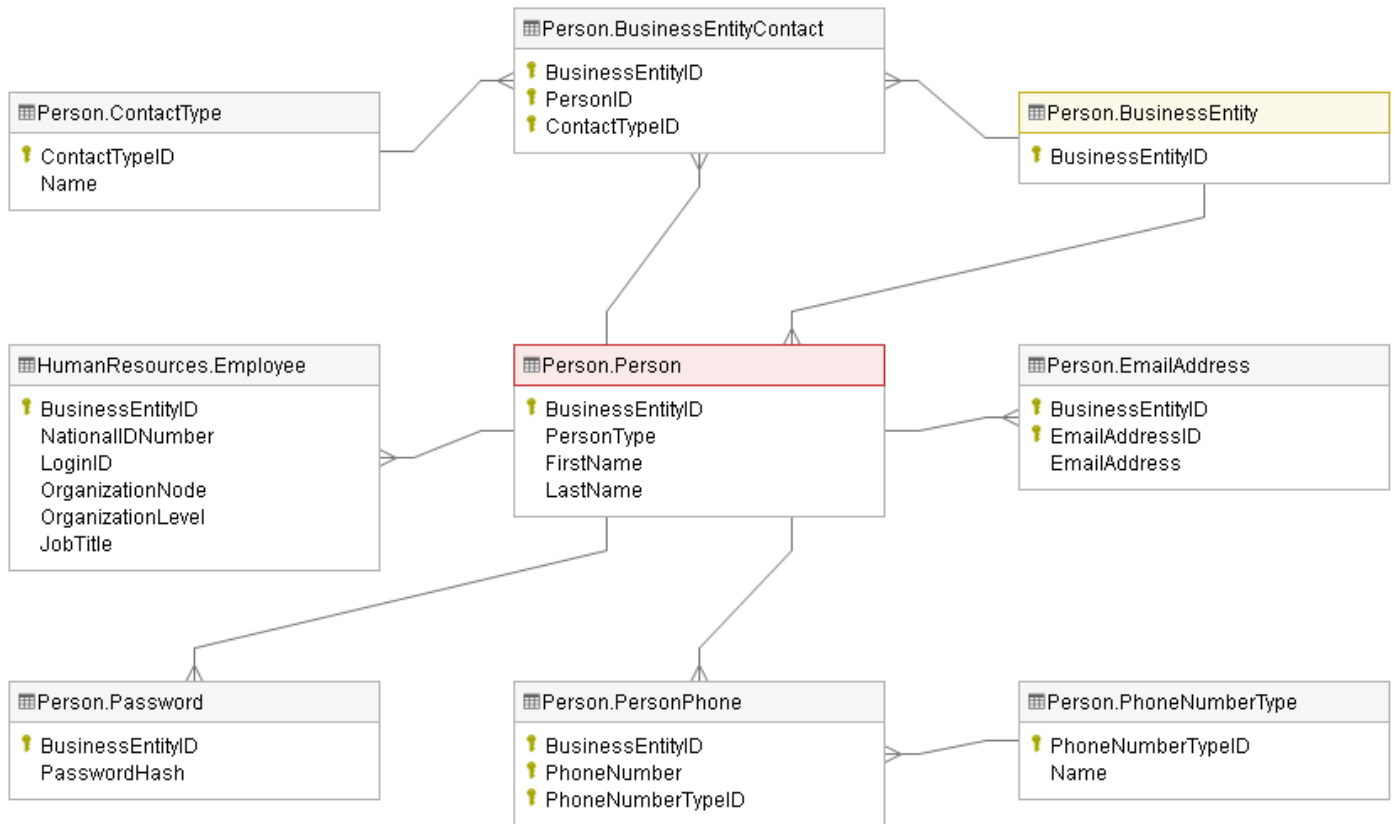 Person.BusinessEntityContact
BusinessEntityID
PersonID
ContactTypeID
Person.ContactType
ContactTypeID
Name
Person.BusinessEntity
BusinessEntityID
HumanResources.Employee
BusinessEntityID
NationalIDNumber
LoginID
OrganizationNode
OrganizationLevel
JobTitle
Person.Person
BusinessEntityID
PersonType
FirstName
LastName
Person.EmailAddress
BusinessEntityID
EmailAddressID
EmailAddress
Person.Password
BusinessEntityID
PasswordHash
Person.PersonPhone
BusinessEntityID
PhoneNumber
PhoneNumberTypeID
Person.PhoneNumberType
PhoneNumberTypeID
Name